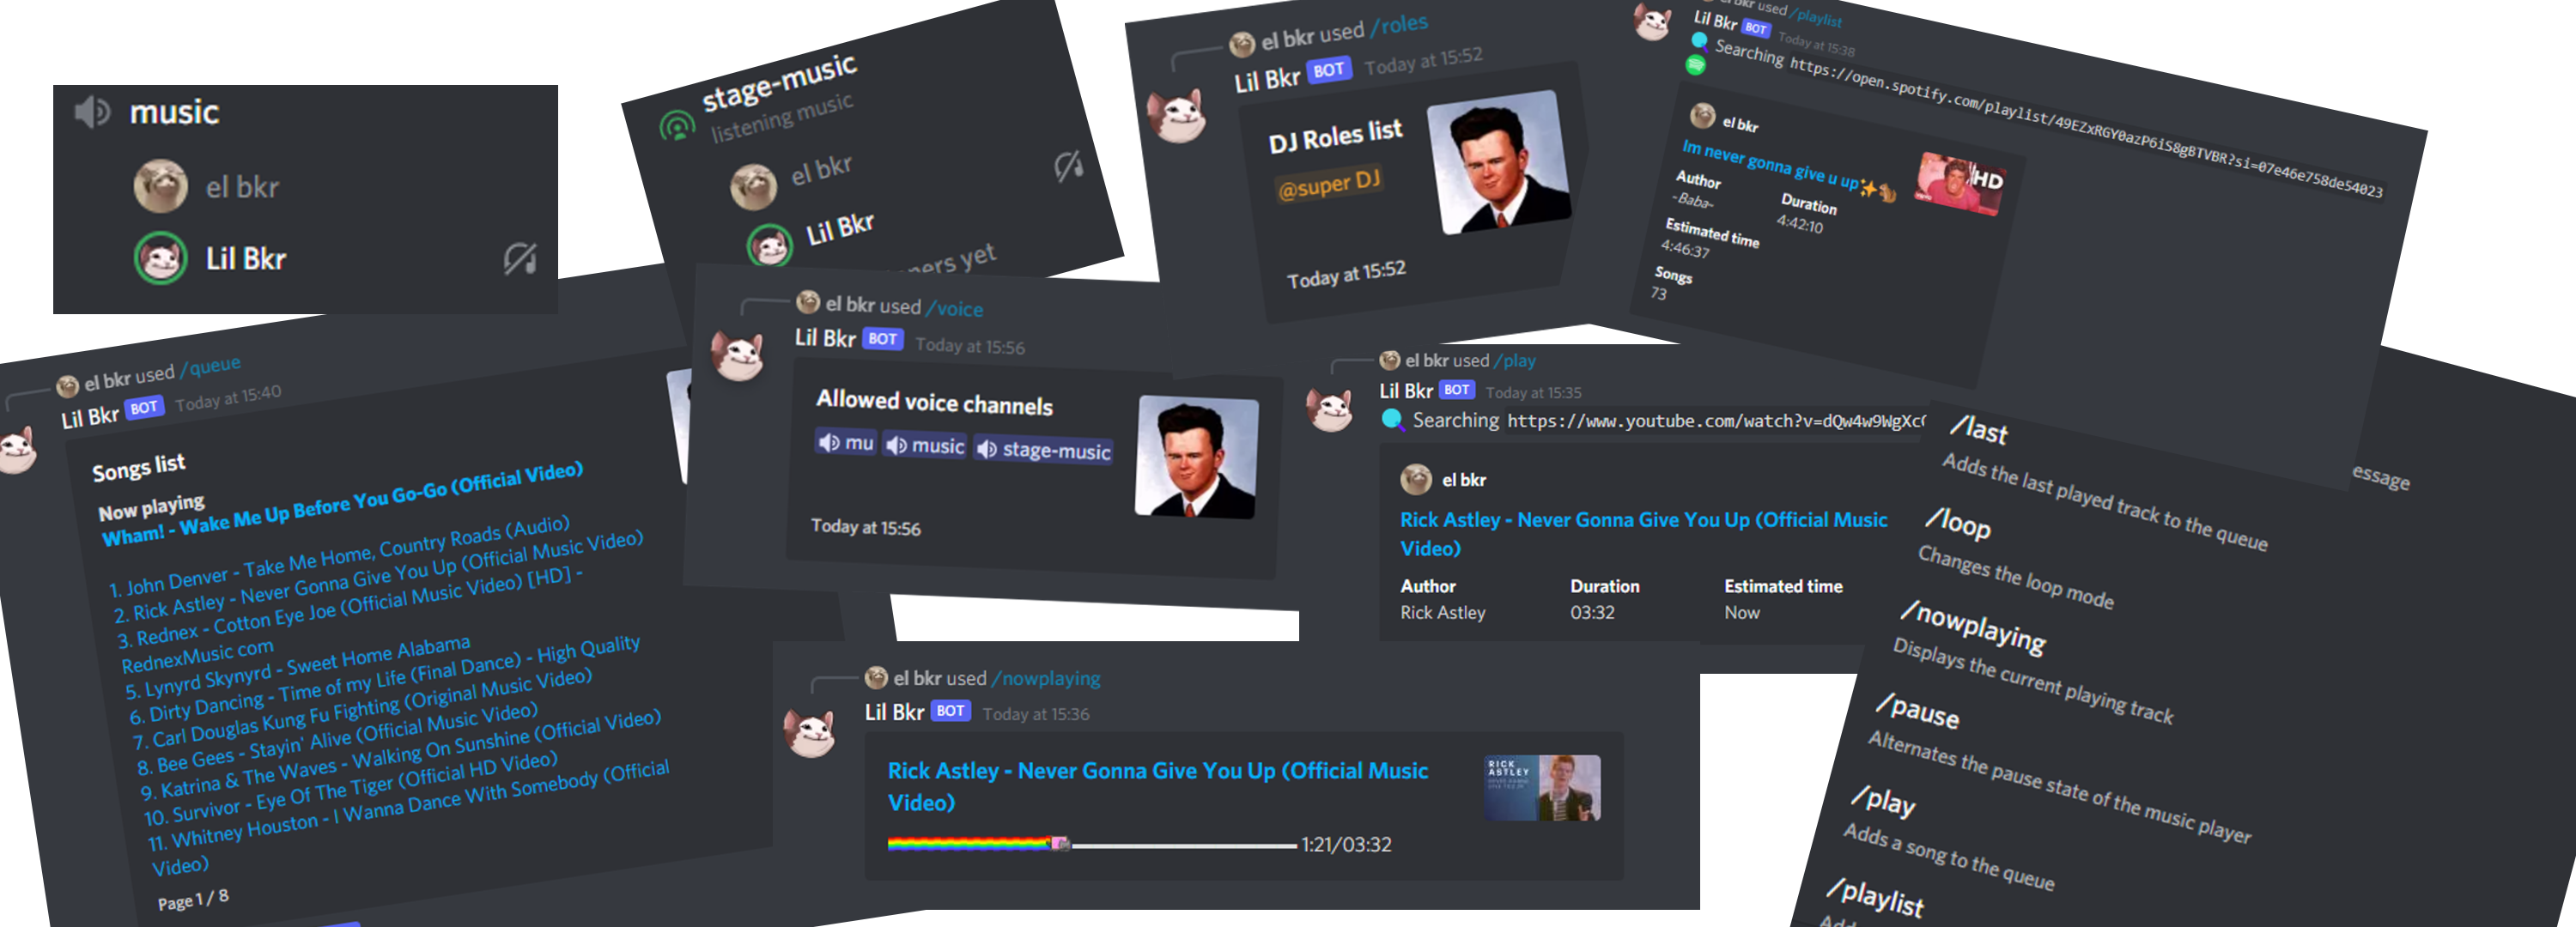 music
el bkr
Lil Bkr
stage-music
listening music
el bkr
Lil Bkr
ners yet
el bkr used /roles
Lil Bkr BOT Today at 15:52
DJ Roles list
@super DJ
Today at 15:52
el bkr used /playlist
Lil Bkr BOT Today at 15:38
Searching https://open.spotify.com/playlist/49EZxRGY0azP6iS8gBTVBR?si=07e46e758de54023
el bkr
Im never gonna give u up✨🐿️
HD
Author
~Baba~
Duration
4:42:10
Estimated time
4:46:37
Songs
73
el bkr used /queue
Lil Bkr BOT Today at 15:40
Songs list
Now playing
Wham! - Wake Me Up Before You Go-Go (Official Video)
1. John Denver - Take Me Home, Country Roads (Audio)
2. Rick Astley - Never Gonna Give You Up (Official Music Video)
3. Rednex - Cotton Eye Joe (Official Music Video) [HD] -
RednexMusic com
5. Lynyrd Skynyrd - Sweet Home Alabama
6. Dirty Dancing - Time of my Life (Final Dance) - High Quality
7. Carl Douglas Kung Fu Fighting (Original Music Video)
8. Bee Gees - Stayin' Alive (Official Music Video)
9. Katrina & The Waves - Walking On Sunshine (Official Video)
10. Survivor - Eye Of The Tiger (Official HD Video)
11. Whitney Houston - I Wanna Dance With Somebody (Official
Video)
Page 1 / 8
el bkr used /voice
Lil Bkr BOT Today at 15:56
Allowed voice channels
mu music stage-music
Today at 15:56
el bkr used /play
Lil Bkr BOT Today at 15:35
Searching https://www.youtube.com/watch?v=dQw4w9WgXc
el bkr
Rick Astley - Never Gonna Give You Up (Official Music
Video)
Author Duration Estimated time
Rick Astley 03:32 Now
el bkr used /nowplaying
Lil Bkr BOT Today at 15:36
Rick Astley - Never Gonna Give You Up (Official Music
Video)
RICK
ASTLEY
1:21/03:32
essage
/last
Adds the last played track to the queue
/loop
Changes the loop mode
/nowplaying
Displays the current playing track
/pause
Alternates the pause state of the music player
/play
Adds a song to the queue
/playlist
Add